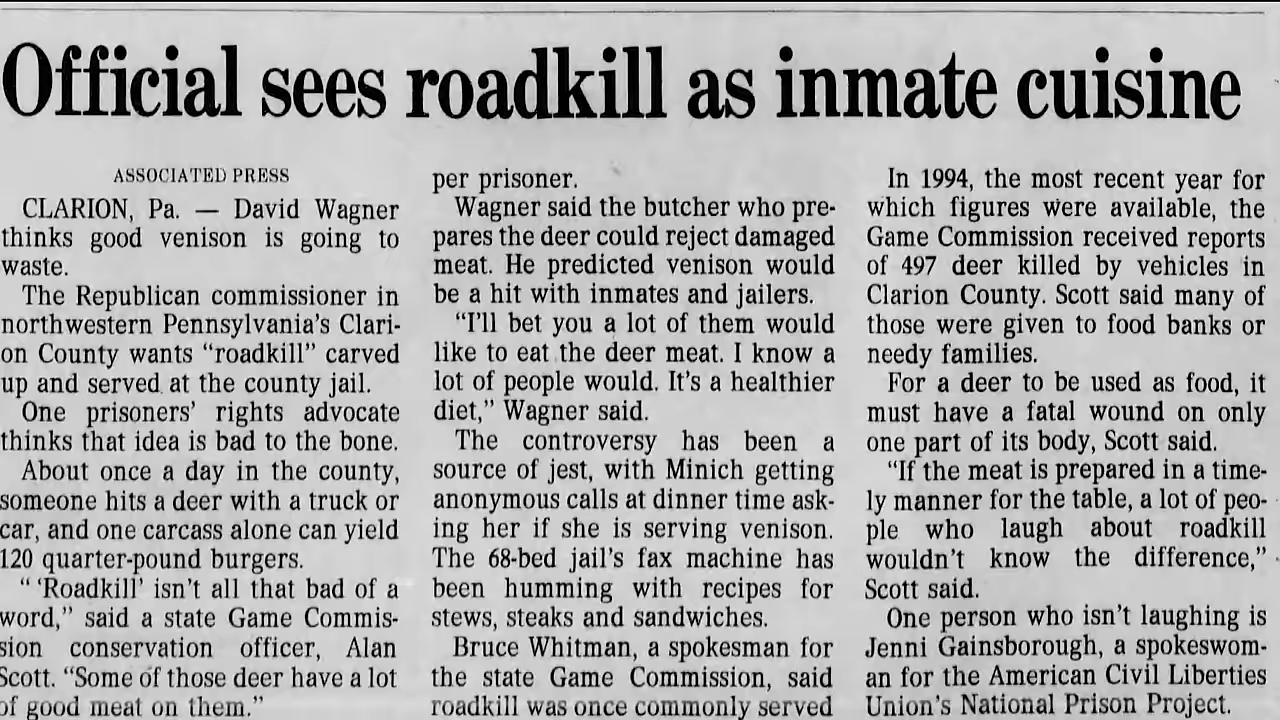 Official sees roadkill as inmate cuisine
ASSOCIATED PRESS
CLARION, Pa. — David Wagner
thinks good venison is going to
waste.
The Republican commissioner in
northwestern Pennsylvania's Clari-
on County wants “roadkill” carved
up and served at the county jail.
One prisoners' rights advocate
thinks that idea is bad to the bone.
About once a day in the county,
someone hits a deer with a truck or
car, and one carcass alone can yield
120 quarter-pound burgers.
“ ‘Roadkill’ isn't all that bad of a
word,” said a state Game Commis-
sion conservation officer, Alan
Scott. “Some of those deer have a lot
of good meat on them.”
per prisoner.
Wagner said the butcher who pre-
pares the deer could reject damaged
meat. He predicted venison would
be a hit with inmates and jailers.
“I'll bet you a lot of them would
like to eat the deer meat. I know a
lot of people would. It's a healthier
diet,” Wagner said.
The controversy has been a
source of jest, with Minich getting
anonymous calls at dinner time ask-
ing her if she is serving venison.
The 68-bed jail's fax machine has
been humming with recipes for
stews, steaks and sandwiches.
Bruce Whitman, a spokesman for
the state Game Commission, said
roadkill was once commonly served
In 1994, the most recent year for
which figures were available, the
Game Commission received reports
of 497 deer killed by vehicles in
Clarion County. Scott said many of
those were given to food banks or
needy families.
For a deer to be used as food, it
must have a fatal wound on only
one part of its body, Scott said.
“If the meat is prepared in a time-
ly manner for the table, a lot of peo-
ple who laugh about roadkill
wouldn't know the difference,”
Scott said.
One person who isn't laughing is
Jenni Gainsborough, a spokeswom-
an for the American Civil Liberties
Union's National Prison Project.